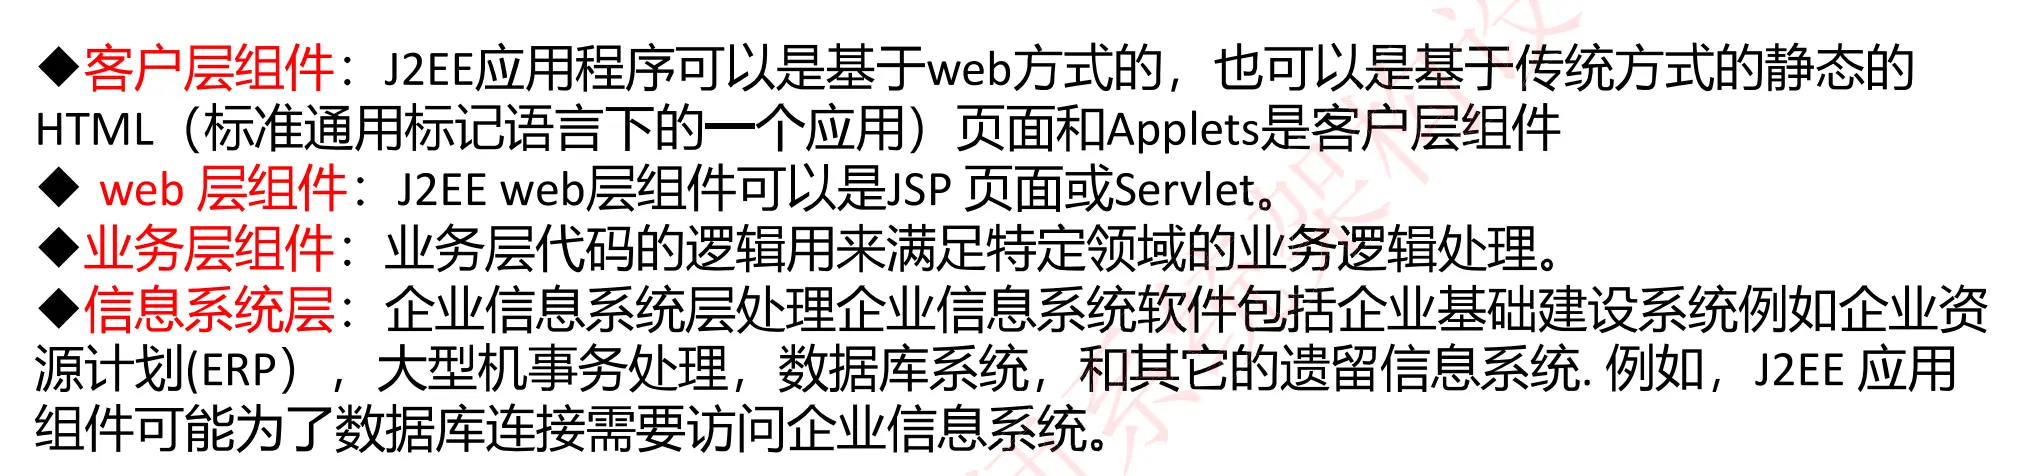 ◆客户层组件：J2EE应用程序可以是基于web方式的，也可以是基于传统方式的静态的
HTML（标准通用标记语言下的一个应用）页面和Applets是客户层组件
◆ web 层组件：J2EE web层组件可以是JSP 页面或Servlet。
◆业务层组件：业务层代码的逻辑用来满足特定领域的业务逻辑处理。
◆信息系统层：企业信息系统层处理企业信息系统软件包括企业基础建设系统例如企业资
源计划(ERP），大型机事务处理，数据库系统，和其它的遗留信息系统. 例如，J2EE 应用
组件可能为了数据库连接需要访问企业信息系统。